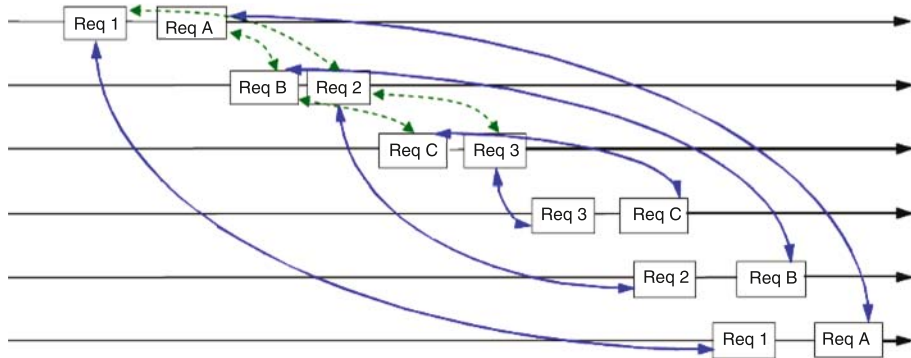 Req 1 Req A
Req B Req 2
Req C Req 3
Req 3 Req C
Req 2 Req B
Req 1 Req A